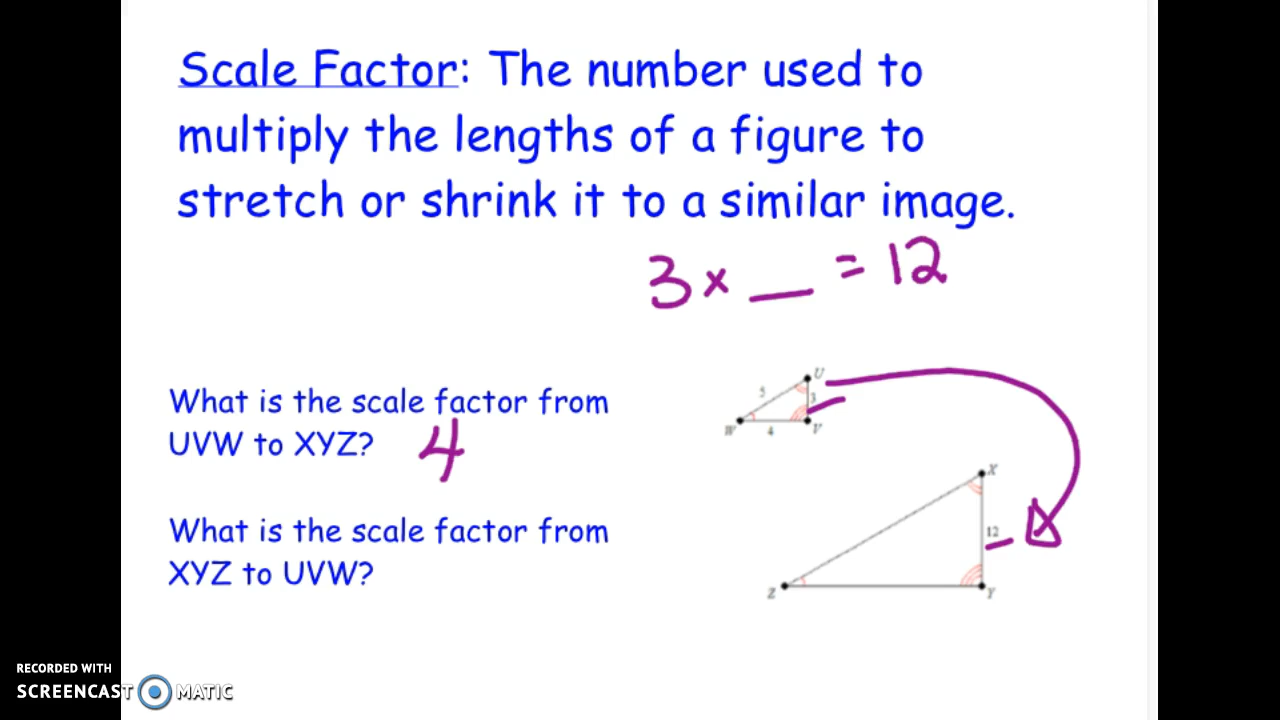 Scale Factor: The number used to
multiply the lengths of a figure to
stretch or shrink it to a similar image.
3 x __ = 12
What is the scale factor from
UVW to XYZ? 4
What is the scale factor from
XYZ to UVW?
U
5
3
W
4
V
X
12
Z
Y
RECORDED WITH
SCREENCAST MATIC